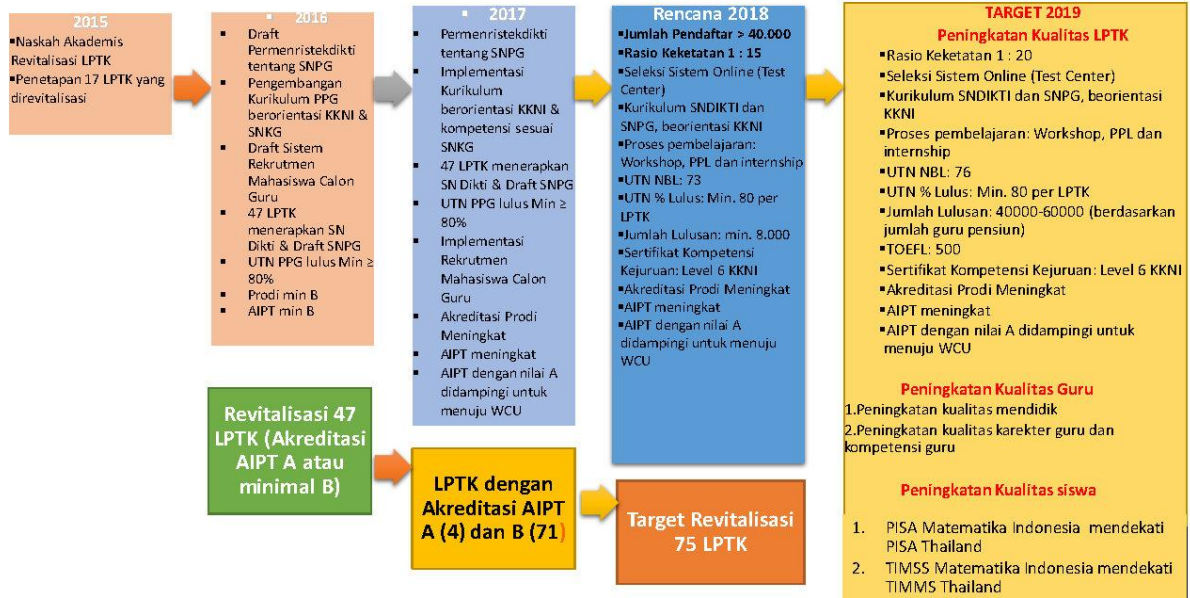 2015
▪Naskah Akademis
Revitalisasi LPTK
▪Penetapan 17 LPTK yang
direvitalisasi
▪ 2016
▪ Draft
Permenristekdikti
tentang SNPG
▪ Pengembangan
Kurikulum PPG
berorientasi KKNI &
SNKG
▪ Draft Sistem
Rekrutmen
Mahasiswa Calon
Guru
▪ 47 LPTK
menerapkan SN
Dikti & Draft SNPG
▪ UTN PPG lulus Min ≥
80%
▪ Prodi min B
▪ AIPT min B
▪ 2017
▪ Permenristekdikti
tentang SNPG
▪ Implementasi
Kurikulum
berorientasi KKNI &
kompetensi sesuai
SNKG
▪ 47 LPTK menerapkan
SN Dikti & Draft SNPG
▪ UTN PPG lulus Min ≥
80%
▪ Implementasi
Rekrutmen
Mahasiswa Calon
Guru
▪ Akreditasi Prodi
Meningkat
▪ AIPT meningkat
▪ AIPT dengan nilai A
didampingi untuk
menuju WCU
Rencana 2018
▪Jumlah Pendaftar > 40.000
▪Rasio Keketatan 1 : 15
▪Seleksi Sistem Online (Test
Center)
▪Kurikulum SNDIKTI dan
SNPG, beorientasi KKNI
▪Proses pembelajaran:
Workshop, PPL dan internship
▪UTN NBL: 73
▪UTN % Lulus: Min. 80 per
LPTK
▪Jumlah Lulusan: min. 8.000
▪Sertifikat Kompetensi
Kejuruan: Level 6 KKNI
▪Akreditasi Prodi Meningkat
▪AIPT meningkat
▪AIPT dengan nilai A
didampingi untuk menuju
WCU
TARGET 2019
Peningkatan Kualitas LPTK
▪Rasio Keketatan 1 : 20
▪Seleksi Sistem Online (Test Center)
▪Kurikulum SNDIKTI dan SNPG, beorientasi
KKNI
▪Proses pembelajaran: Workshop, PPL dan
internship
▪UTN NBL: 76
▪UTN % Lulus: Min. 80 per LPTK
▪Jumlah Lulusan: 40000-60000 (berdasarkan
jumlah guru pensiun)
▪TOEFL: 500
▪Sertifikat Kompetensi Kejuruan: Level 6 KKNI
▪Akreditasi Prodi Meningkat
▪AIPT meningkat
▪AIPT dengan nilai A didampingi untuk
menuju WCU
Peningkatan Kualitas Guru
1.Peningkatan kualitas mendidik
2.Peningkatan kualitas karekter guru dan
kompetensi guru
Peningkatan Kualitas siswa
1. PISA Matematika Indonesia mendekati
PISA Thailand
2. TIMSS Matematika Indonesia mendekati
TIMMS Thailand
Revitalisasi 47
LPTK (Akreditasi
AIPT A atau
minimal B)
LPTK dengan
Akreditasi AIPT
A (4) dan B (71)
Target Revitalisasi
75 LPTK